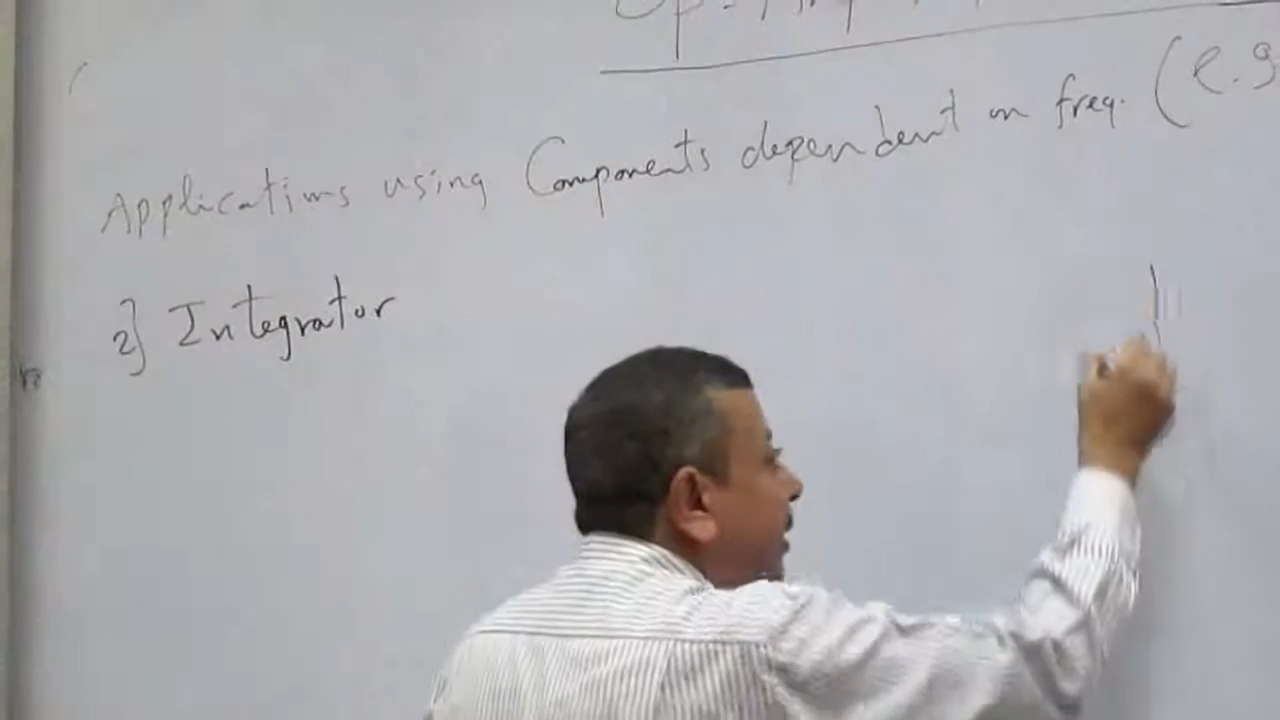 Applications using Components dependent on freq. (e.g
2] Integrator